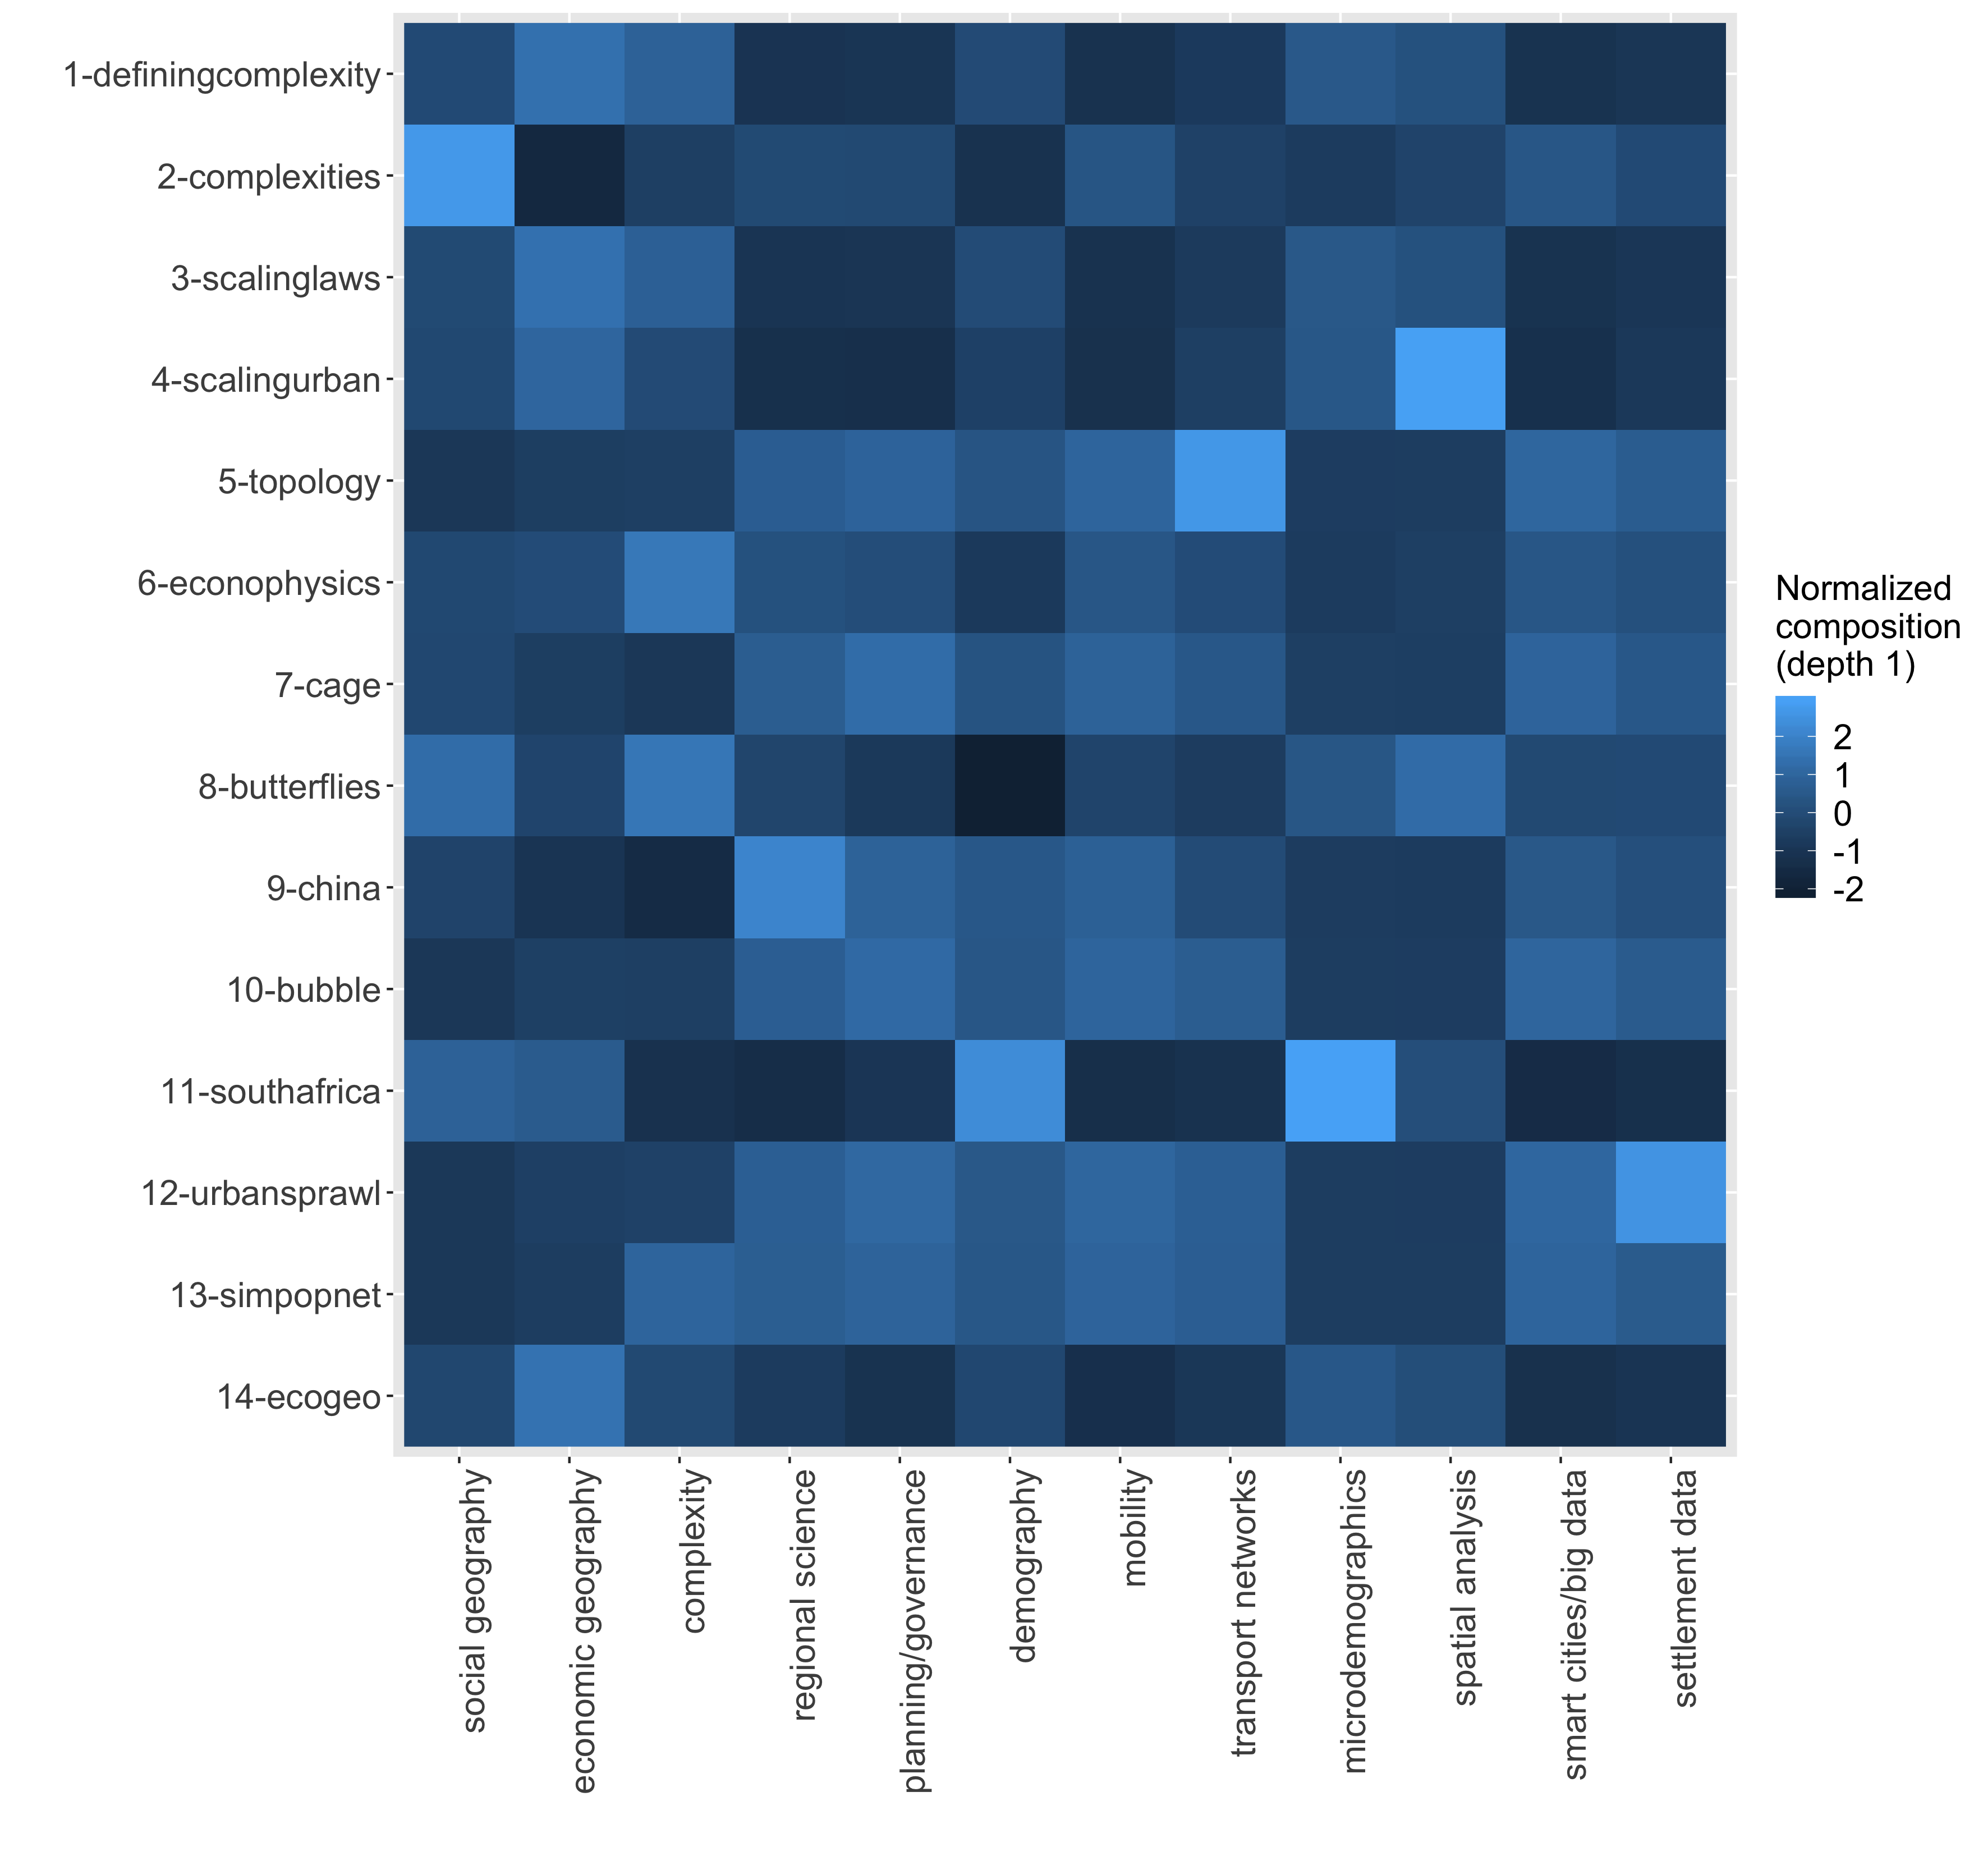 1-definingcomplexity
2-complexities
3-scalinglaws
4-scalingurban
5-topology
6-econophysics
7-cage
8-butterflies
9-china
10-bubble
11-southafrica
12-urbansprawl
13-simpopnet
14-ecogeo
social geography
economic geography
complexity
regional science
planning/governance
demography
mobility
transport networks
microdemographics
spatial analysis
smart cities/big data
settlement data
Normalized
composition
(depth 1)
2
1
0
-1
-2